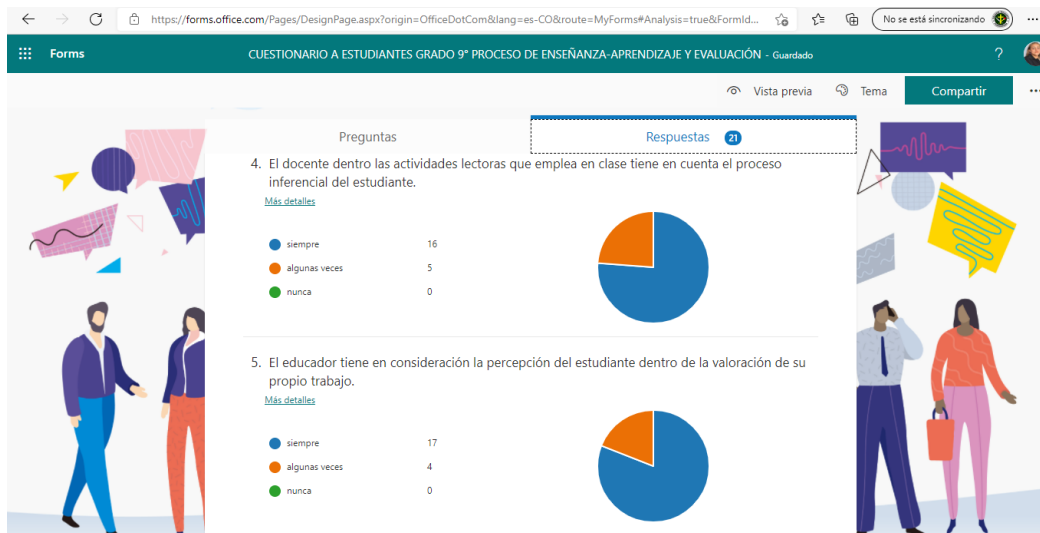 https://forms.office.com/Pages/DesignPage.aspx?origin=OfficeDotCom&lang=es-CO&route=MyForms#Analysis=true&FormId...
No se está sincronizando
Forms
CUESTIONARIO A ESTUDIANTES GRADO 9° PROCESO DE ENSEÑANZA-APRENDIZAJE Y EVALUACIÓN - Guardado
?
Vista previa
Tema
Compartir
Preguntas
Respuestas 21
4. El docente dentro las actividades lectoras que emplea en clase tiene en cuenta el proceso
inferencial del estudiante.
Más detalles
siempre 16
algunas veces 5
nunca 0
5. El educador tiene en consideración la percepción del estudiante dentro de la valoración de su
propio trabajo.
Más detalles
siempre 17
algunas veces 4
nunca 0